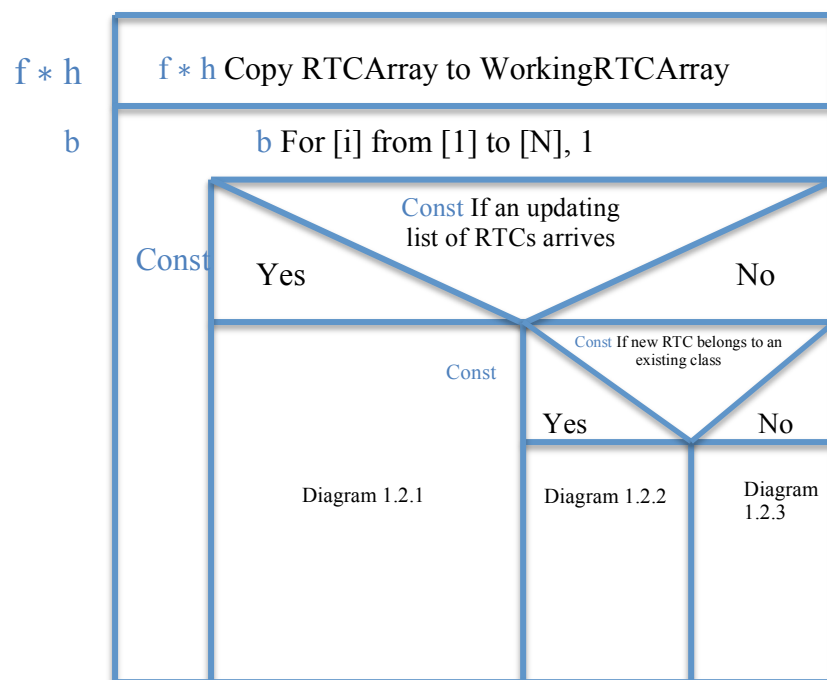 f * h
f * h Copy RTCArray to WorkingRTCArray
b
b For [i] from [1] to [N], 1
Const If an updating
list of RTCs arrives
Const
Yes
No
Const If new RTC belongs to an
existing class
Const
Yes
No
Diagram 1.2.1
Diagram 1.2.2
Diagram
1.2.3